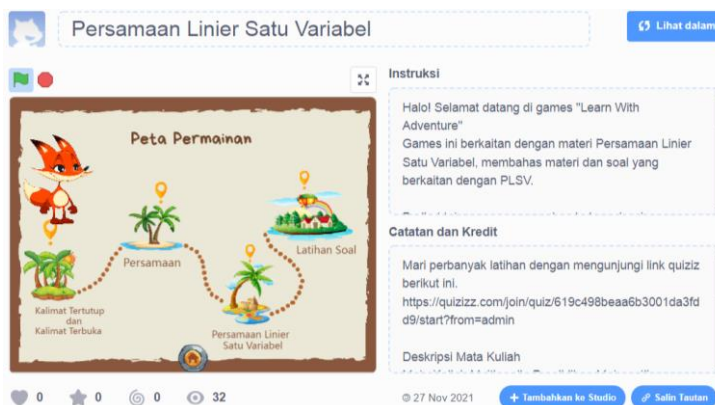 Persamaan Linier Satu Variabel
Lihat dalam
Instruksi
Halo! Selamat datang di games "Learn With
Adventure"
Games ini berkaitan dengan materi Persamaan Linier
Satu Variabel, membahas materi dan soal yang
berkaitan dengan PLSV.
Peta Permainan
Kalimat Tertutup
dan
Kalimat Terbuka
Persamaan
Persamaan Linier
Satu Variabel
Latihan Soal
Catatan dan Kredit
Mari perbanyak latihan dengan mengunjungi link quiziz
berikut ini.
https://quizizz.com/join/quiz/619c498beaa6b3001da3fd
d9/start?from=admin
Deskripsi Mata Kuliah
0
0
0
32
© 27 Nov 2021
Tambahkan ke Studio
Salin Tautan